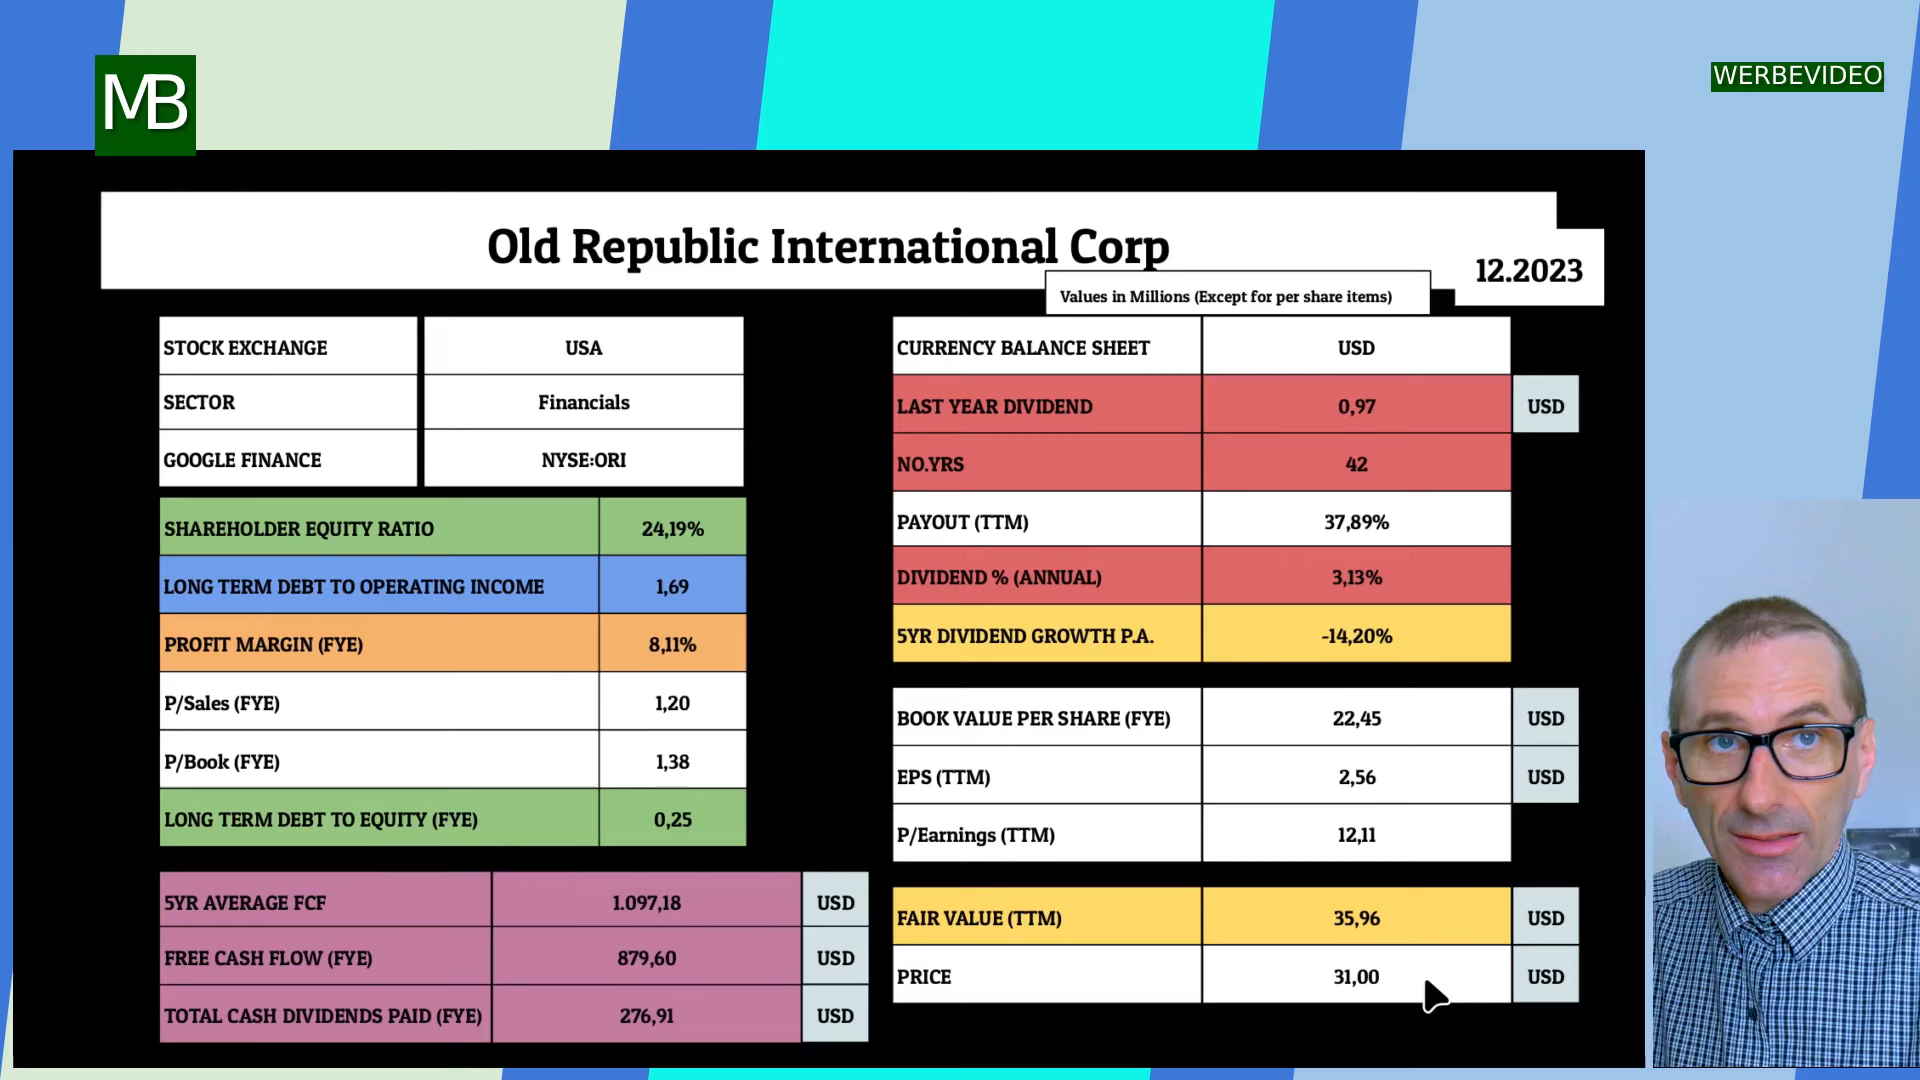 MB
WERBEVIDEO
Old Republic International Corp
12.2023
Values in Millions (Except for per share items)
STOCK EXCHANGE USA
SECTOR Financials
GOOGLE FINANCE NYSE:ORI
SHAREHOLDER EQUITY RATIO 24,19%
LONG TERM DEBT TO OPERATING INCOME 1,69
PROFIT MARGIN (FYE) 8,11%
P/Sales (FYE) 1,20
P/Book (FYE) 1,38
LONG TERM DEBT TO EQUITY (FYE) 0,25
5YR AVERAGE FCF 1.097,18 USD
FREE CASH FLOW (FYE) 879,60 USD
TOTAL CASH DIVIDENDS PAID (FYE) 276,91 USD
CURRENCY BALANCE SHEET USD
LAST YEAR DIVIDEND 0,97 USD
NO.YRS 42
PAYOUT (TTM) 37,89%
DIVIDEND % (ANNUAL) 3,13%
5YR DIVIDEND GROWTH P.A. -14,20%
BOOK VALUE PER SHARE (FYE) 22,45 USD
EPS (TTM) 2,56 USD
P/Earnings (TTM) 12,11
FAIR VALUE (TTM) 35,96 USD
PRICE 31,00 USD